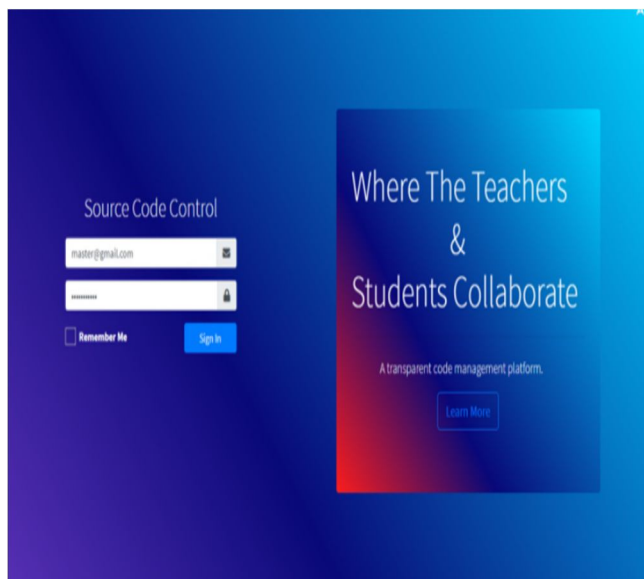 Source Code Control
master@gmail.com
Remember Me
Sign In
Where The Teachers
&
Students Collaborate
A transparent code management platform.
Learn More